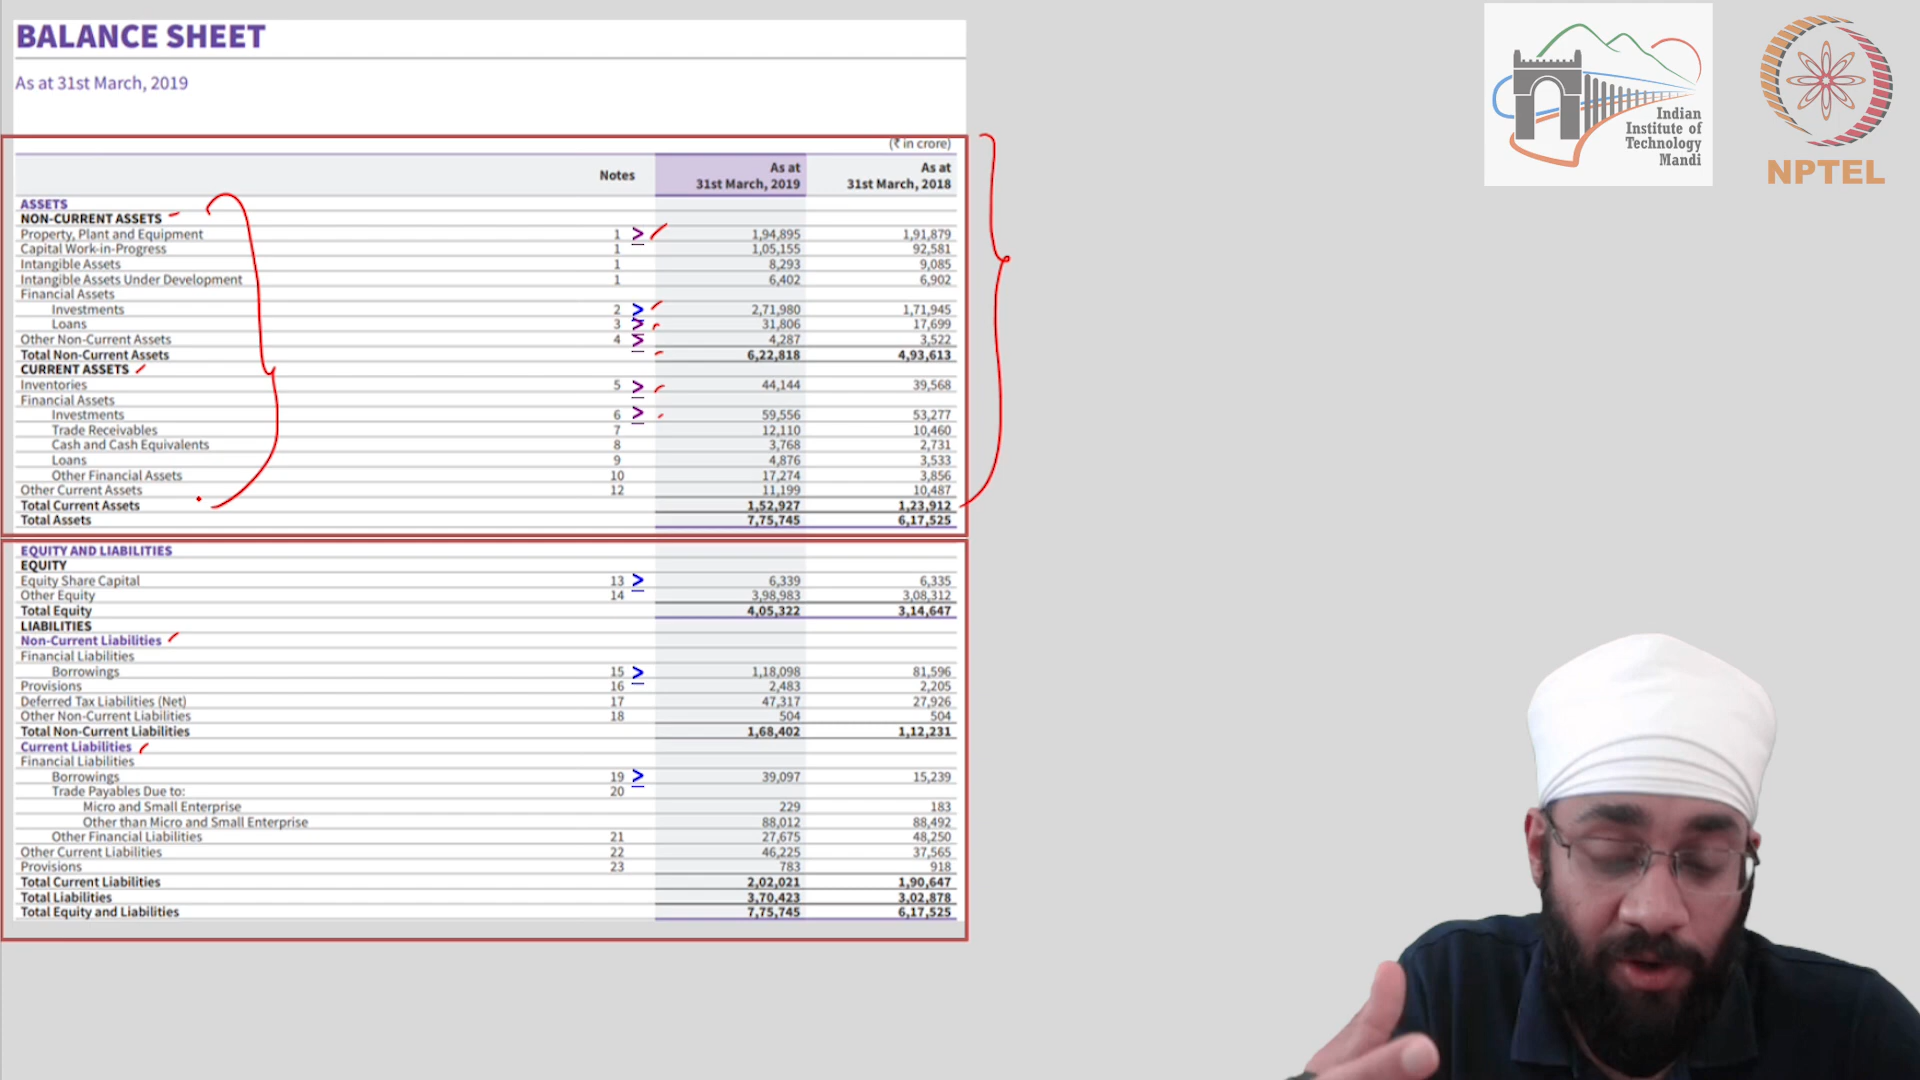 BALANCE SHEET
As at 31st March, 2019
(₹ in crore)
Notes As at 31st March, 2019 As at 31st March, 2018
ASSETS
NON-CURRENT ASSETS
Property, Plant and Equipment 1 > 1,94,895 1,91,879
Capital Work-in-Progress 1 1,05,155 92,581
Intangible Assets 1 8,293 9,085
Intangible Assets Under Development 1 6,402 6,902
Financial Assets
Investments 2 > 2,71,980 1,71,945
Loans 3 > 31,806 17,699
Other Non-Current Assets 4 > 4,287 3,522
Total Non-Current Assets 6,22,818 4,93,613
CURRENT ASSETS
Inventories 5 > 44,144 39,568
Financial Assets
Investments 6 > 59,556 53,277
Trade Receivables 7 12,110 10,460
Cash and Cash Equivalents 8 3,768 2,731
Loans 9 4,876 3,533
Other Financial Assets 10 17,274 3,856
Other Current Assets 12 11,199 10,487
Total Current Assets 1,52,927 1,23,912
Total Assets 7,75,745 6,17,525
EQUITY AND LIABILITIES
EQUITY
Equity Share Capital 13 > 6,339 6,335
Other Equity 14 3,98,983 3,08,312
Total Equity 4,05,322 3,14,647
LIABILITIES
Non-Current Liabilities
Financial Liabilities
Borrowings 15 > 1,18,098 81,596
Provisions 16 2,483 2,205
Deferred Tax Liabilities (Net) 17 47,317 27,926
Other Non-Current Liabilities 18 504 504
Total Non-Current Liabilities 1,68,402 1,12,231
Current Liabilities
Financial Liabilities
Borrowings 19 > 39,097 15,239
Trade Payables Due to: 20
Micro and Small Enterprise 229 183
Other than Micro and Small Enterprise 88,012 88,492
Other Financial Liabilities 21 27,675 48,250
Other Current Liabilities 22 46,225 37,565
Provisions 23 783 918
Total Current Liabilities 2,02,021 1,90,647
Total Liabilities 3,70,423 3,02,878
Total Equity and Liabilities 7,75,745 6,17,525
Indian
Institute of
Technology
Mandi
NPTEL